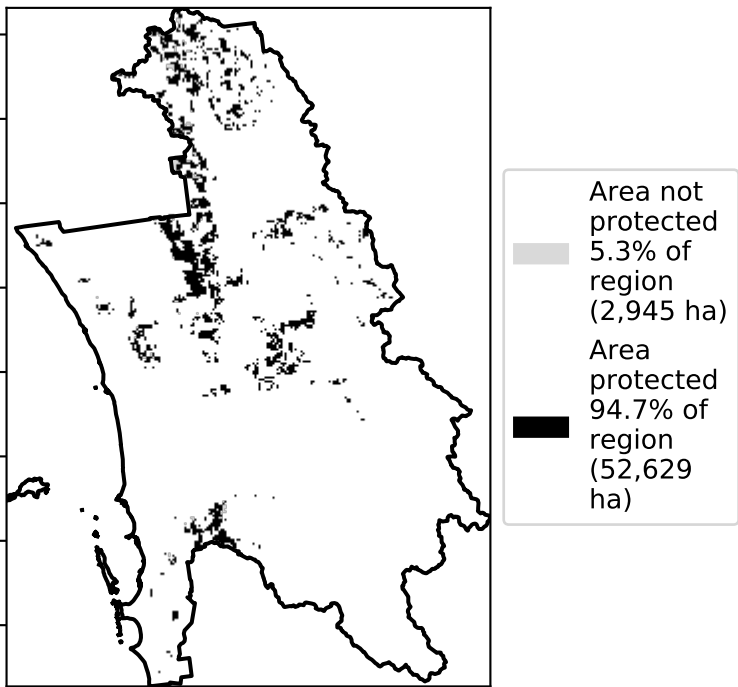 Area not
protected
5.3% of
region
(2,945 ha)
Area
protected
94.7% of
region
(52,629
ha)